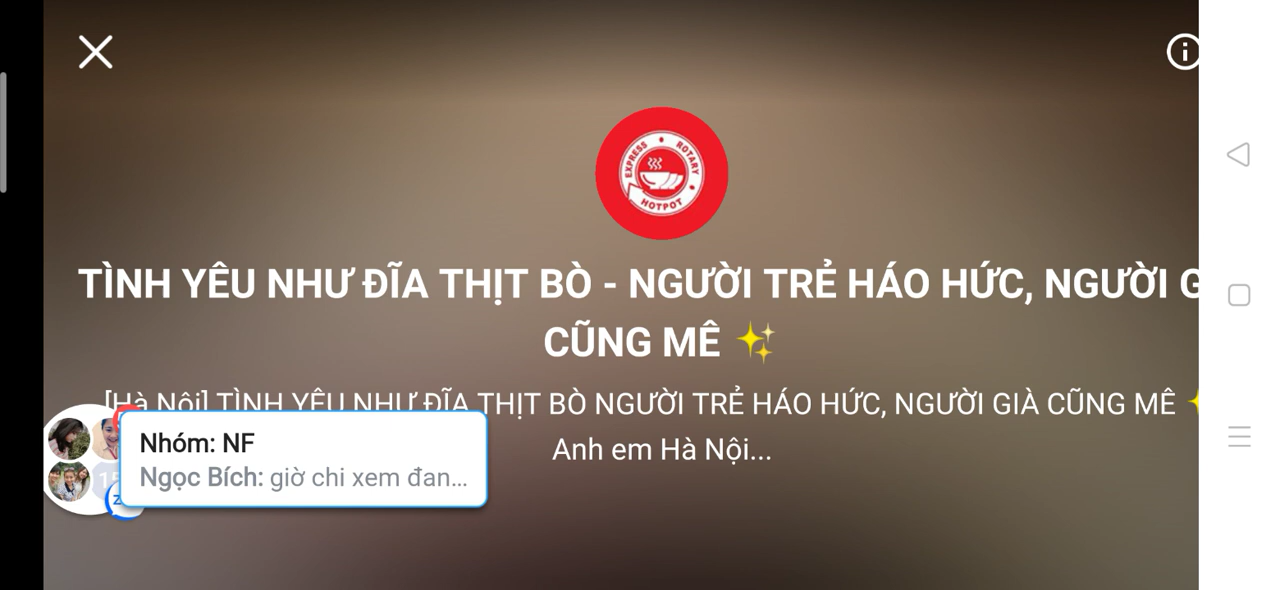 EXPRESS ROTARY
HOTPOT
TÌNH YÊU NHƯ ĐĨA THỊT BÒ - NGƯỜI TRẺ HÁO HỨC, NGƯỜI G
CŨNG MÊ ✨
[Hà Nội] TÌNH YÊU NHƯ ĐĨA THỊT BÒ NGƯỜI TRẺ HÁO HỨC, NGƯỜI GIÀ CŨNG MÊ
Anh em Hà Nội...
Nhóm: NF
Ngọc Bích: giờ chi xem đan...